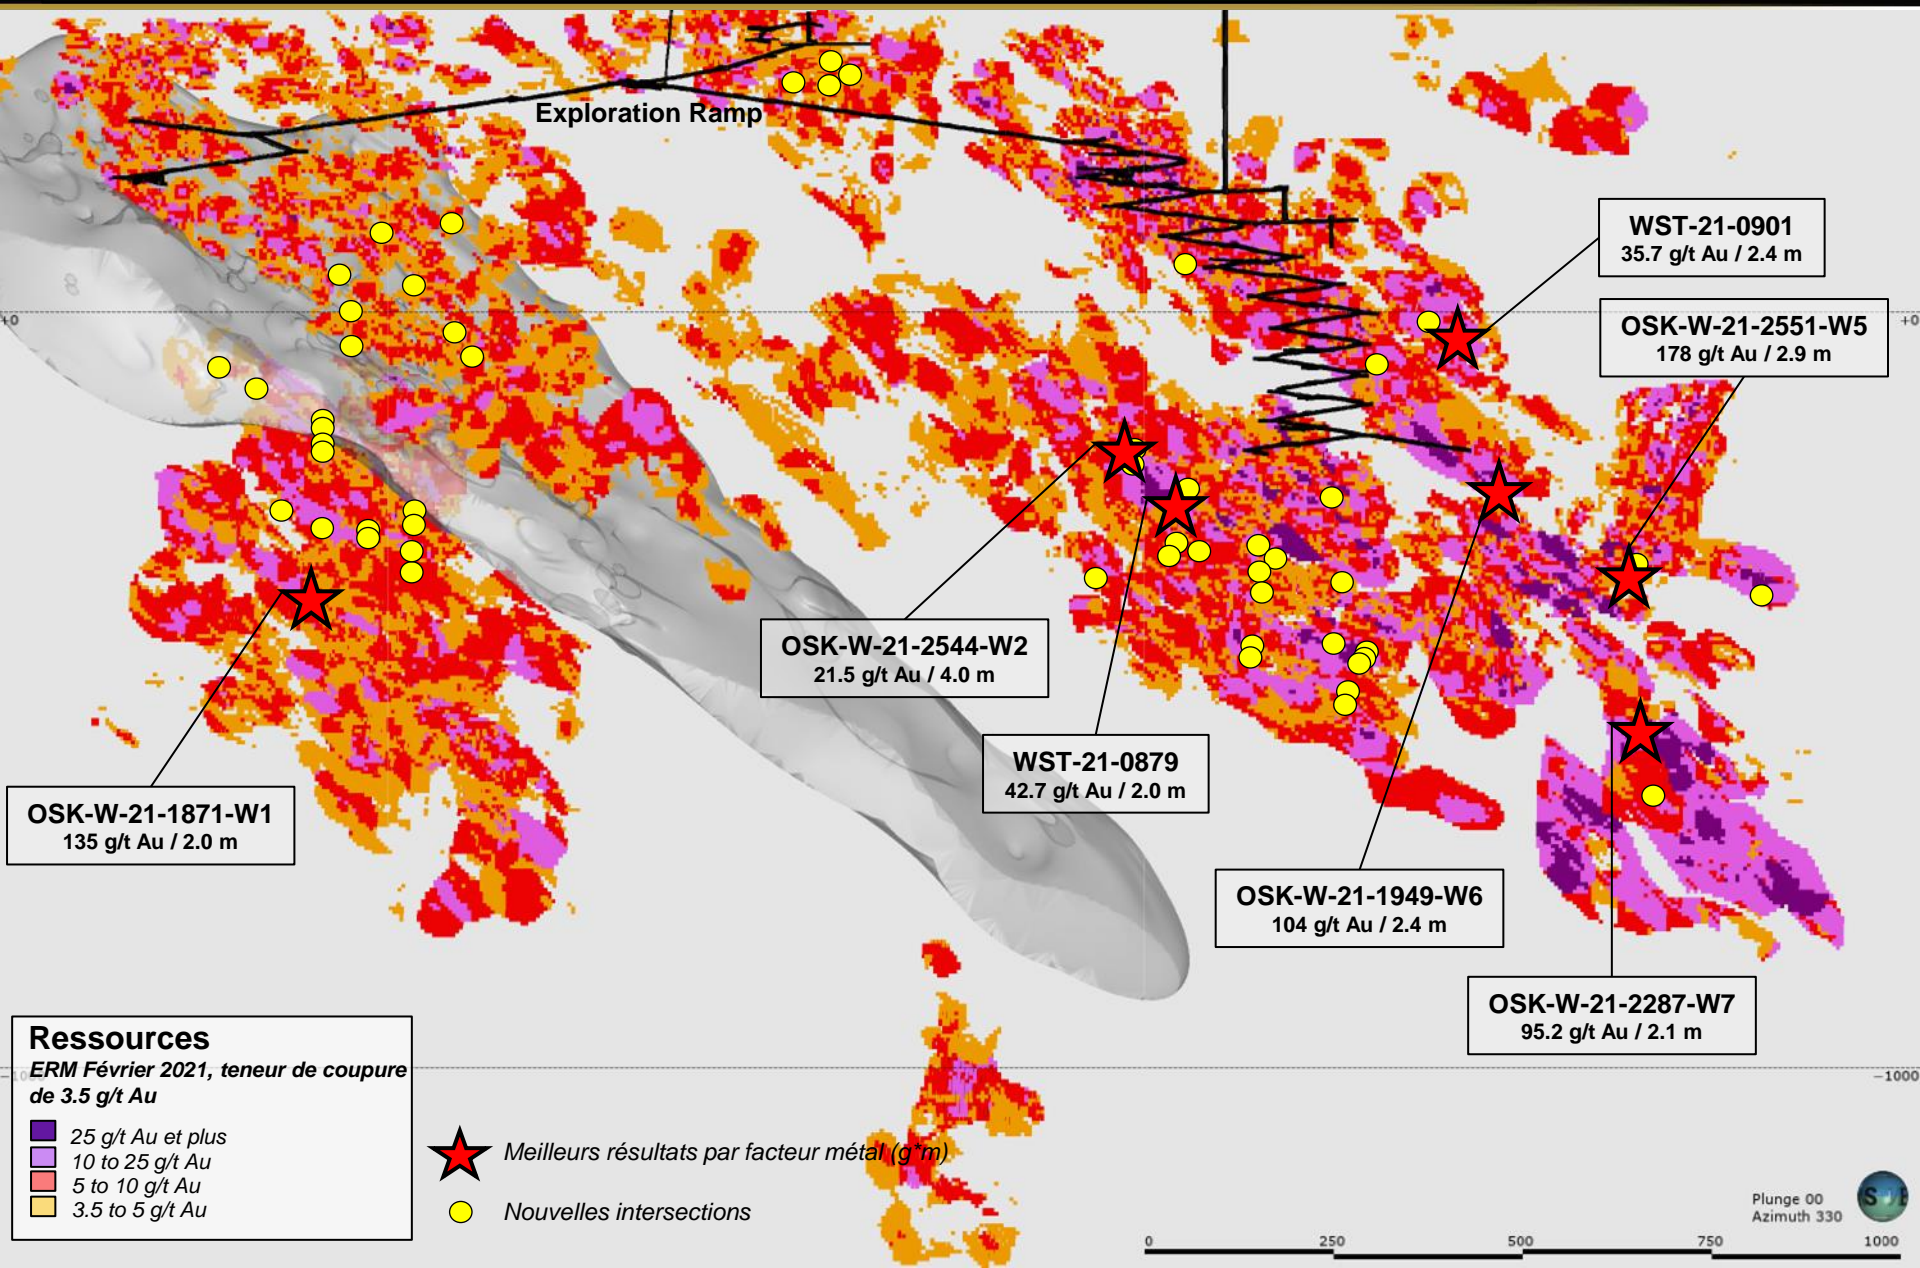 Exploration Ramp
WST-21-0901
35.7 g/t Au / 2.4 m
+0
+0
OSK-W-21-2551-W5
178 g/t Au / 2.9 m
OSK-W-21-2544-W2
21.5 g/t Au / 4.0 m
WST-21-0879
42.7 g/t Au / 2.0 m
OSK-W-21-1871-W1
135 g/t Au / 2.0 m
OSK-W-21-1949-W6
104 g/t Au / 2.4 m
OSK-W-21-2287-W7
95.2 g/t Au / 2.1 m
Ressources
ERM Février 2021, teneur de coupure
de 3.5 g/t Au
-1000
-1000
25 g/t Au et plus
10 to 25 g/t Au
5 to 10 g/t Au
3.5 to 5 g/t Au
Meilleurs résultats par facteur métal (g*m)
Nouvelles intersections
Plunge 00
Azimuth 330
S
0 250 500 750 1000